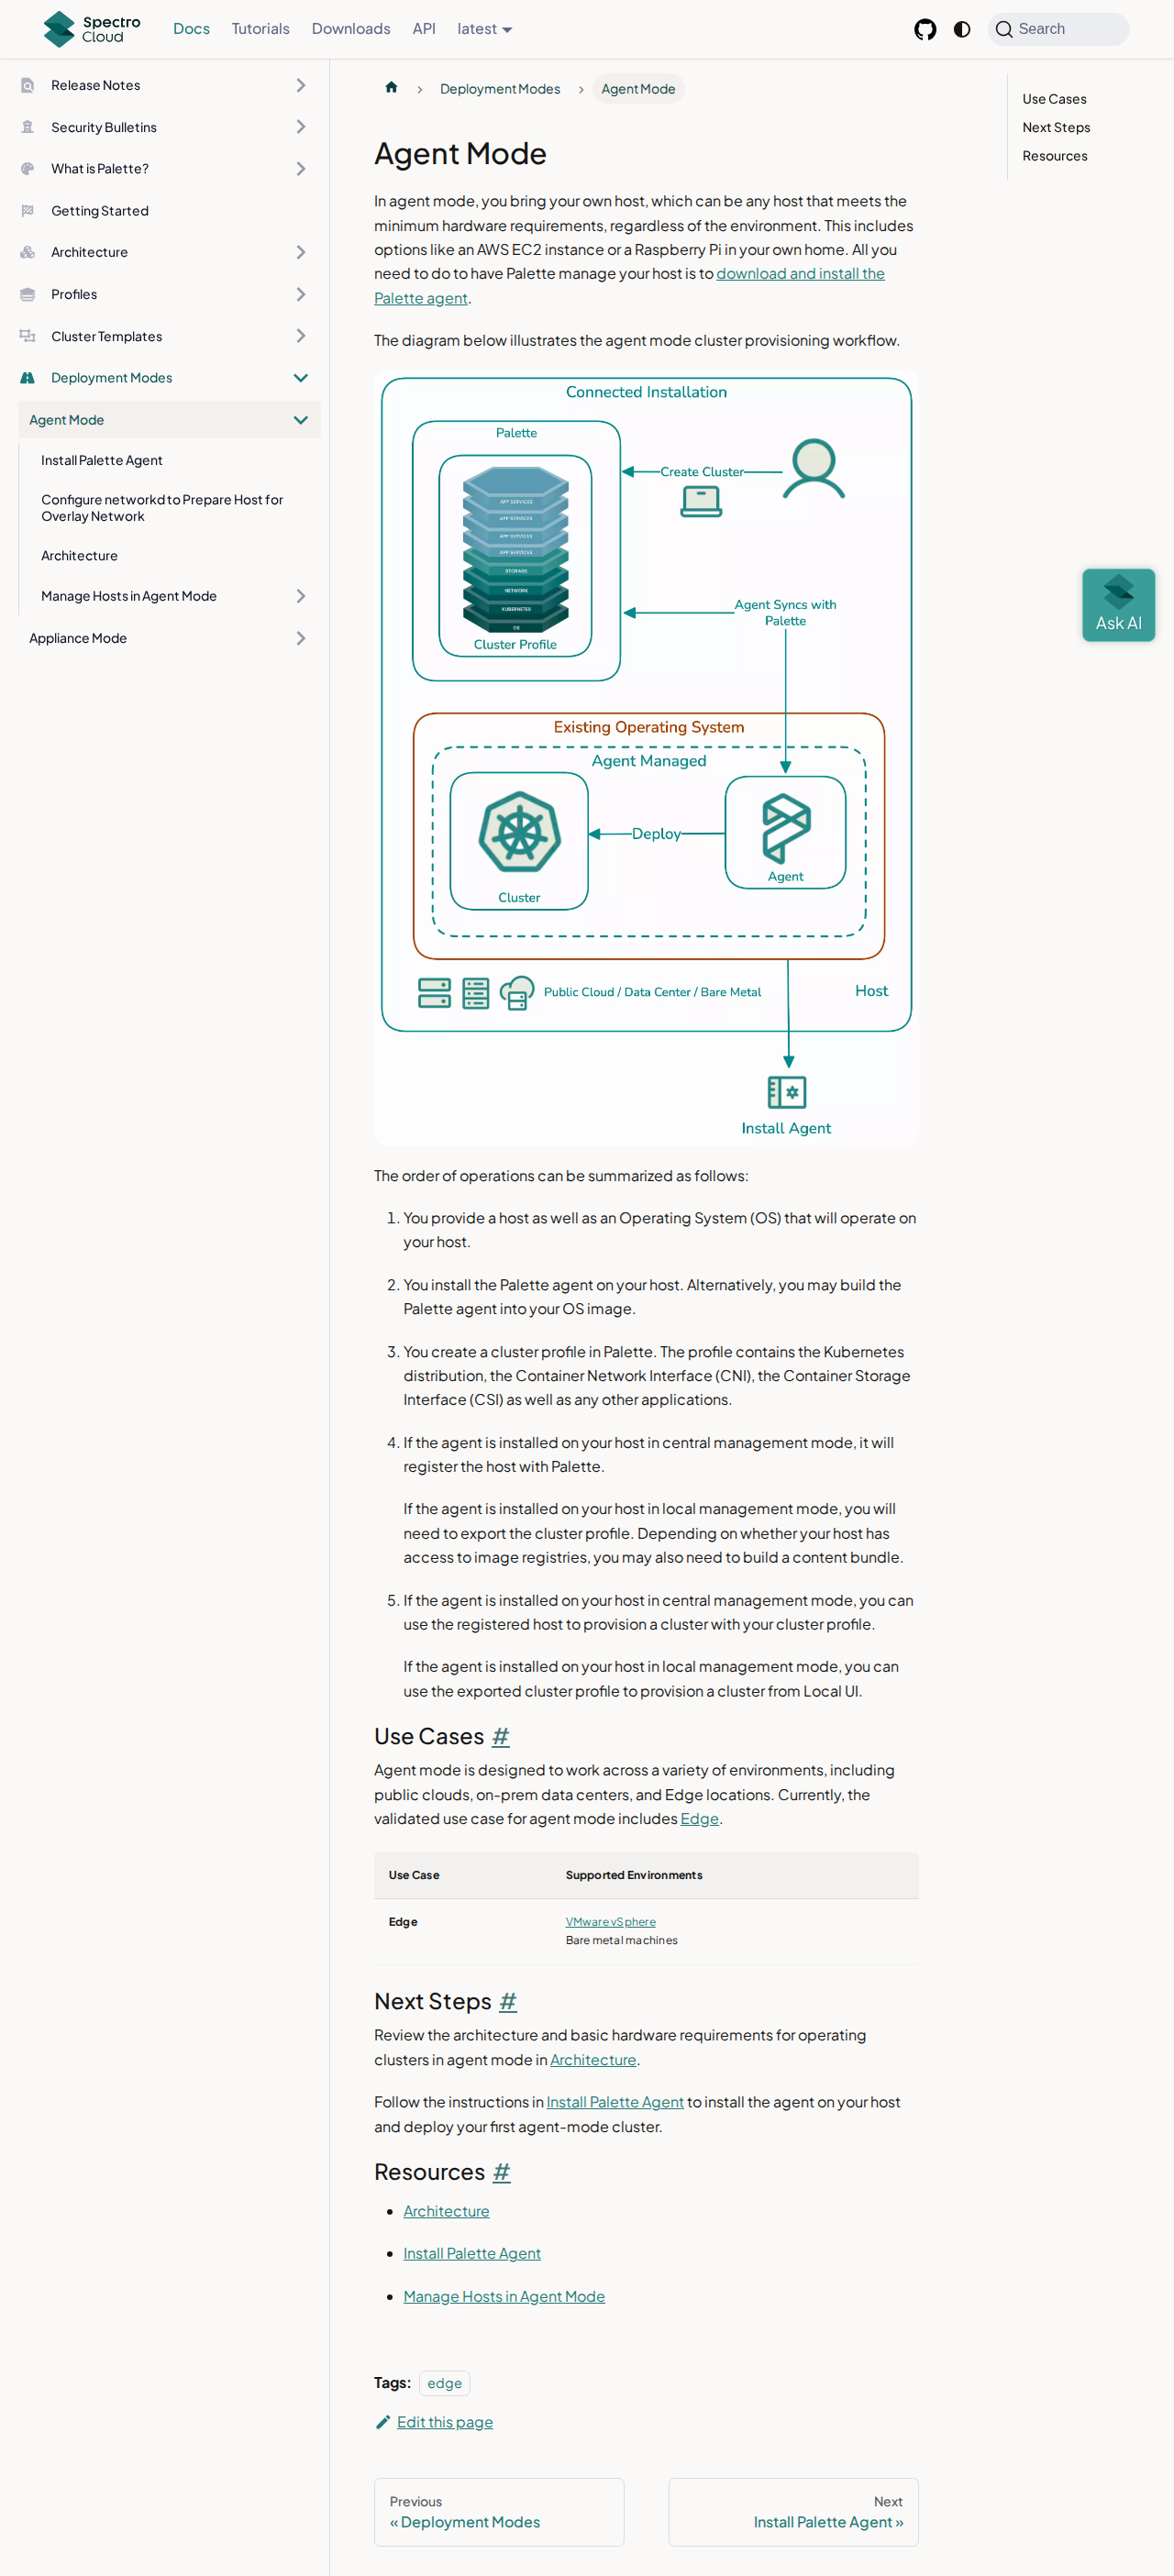 Spectro
Cloud
Docs
Tutorials
Downloads
API
latest
Search
Release Notes
Security Bulletins
What is Palette?
Getting Started
Architecture
Profiles
Cluster Templates
Deployment Modes
Agent Mode
Install Palette Agent
Configure networkd to Prepare Host for
Overlay Network
Architecture
Manage Hosts in Agent Mode
Appliance Mode
Deployment Modes
Agent Mode
Agent Mode
In agent mode, you bring your own host, which can be any host that meets the
minimum hardware requirements, regardless of the environment. This includes
options like an AWS EC2 instance or a Raspberry Pi in your own home. All you
need to do to have Palette manage your host is to download and install the
Palette agent.
The diagram below illustrates the agent mode cluster provisioning workflow.
Connected Installation
Palette
APP SERVICES
APP SERVICES
APP SERVICES
APP SERVICES
STORAGE
NETWORK
KUBERNETES
OS
Cluster Profile
Create Cluster
Agent Syncs with
Palette
Existing Operating System
Agent Managed
Cluster
Deploy
Agent
Public Cloud / Data Center / Bare Metal
Host
Install Agent
The order of operations can be summarized as follows:
1. You provide a host as well as an Operating System (OS) that will operate on
your host.
2. You install the Palette agent on your host. Alternatively, you may build the
Palette agent into your OS image.
3. You create a cluster profile in Palette. The profile contains the Kubernetes
distribution, the Container Network Interface (CNI), the Container Storage
Interface (CSI) as well as any other applications.
4. If the agent is installed on your host in central management mode, it will
register the host with Palette.
If the agent is installed on your host in local management mode, you will
need to export the cluster profile. Depending on whether your host has
access to image registries, you may also need to build a content bundle.
5. If the agent is installed on your host in central management mode, you can
use the registered host to provision a cluster with your cluster profile.
If the agent is installed on your host in local management mode, you can
use the exported cluster profile to provision a cluster from Local UI.
Use Cases #
Agent mode is designed to work across a variety of environments, including
public clouds, on-prem data centers, and Edge locations. Currently, the
validated use case for agent mode includes Edge.
Use Case
Supported Environments
Edge
VMware vSphere
Bare metal machines
Next Steps #
Review the architecture and basic hardware requirements for operating
clusters in agent mode in Architecture.
Follow the instructions in Install Palette Agent to install the agent on your host
and deploy your first agent-mode cluster.
Resources #
Architecture
Install Palette Agent
Manage Hosts in Agent Mode
Tags: edge
Edit this page
Previous
« Deployment Modes
Next
Install Palette Agent »
Use Cases
Next Steps
Resources
Ask AI